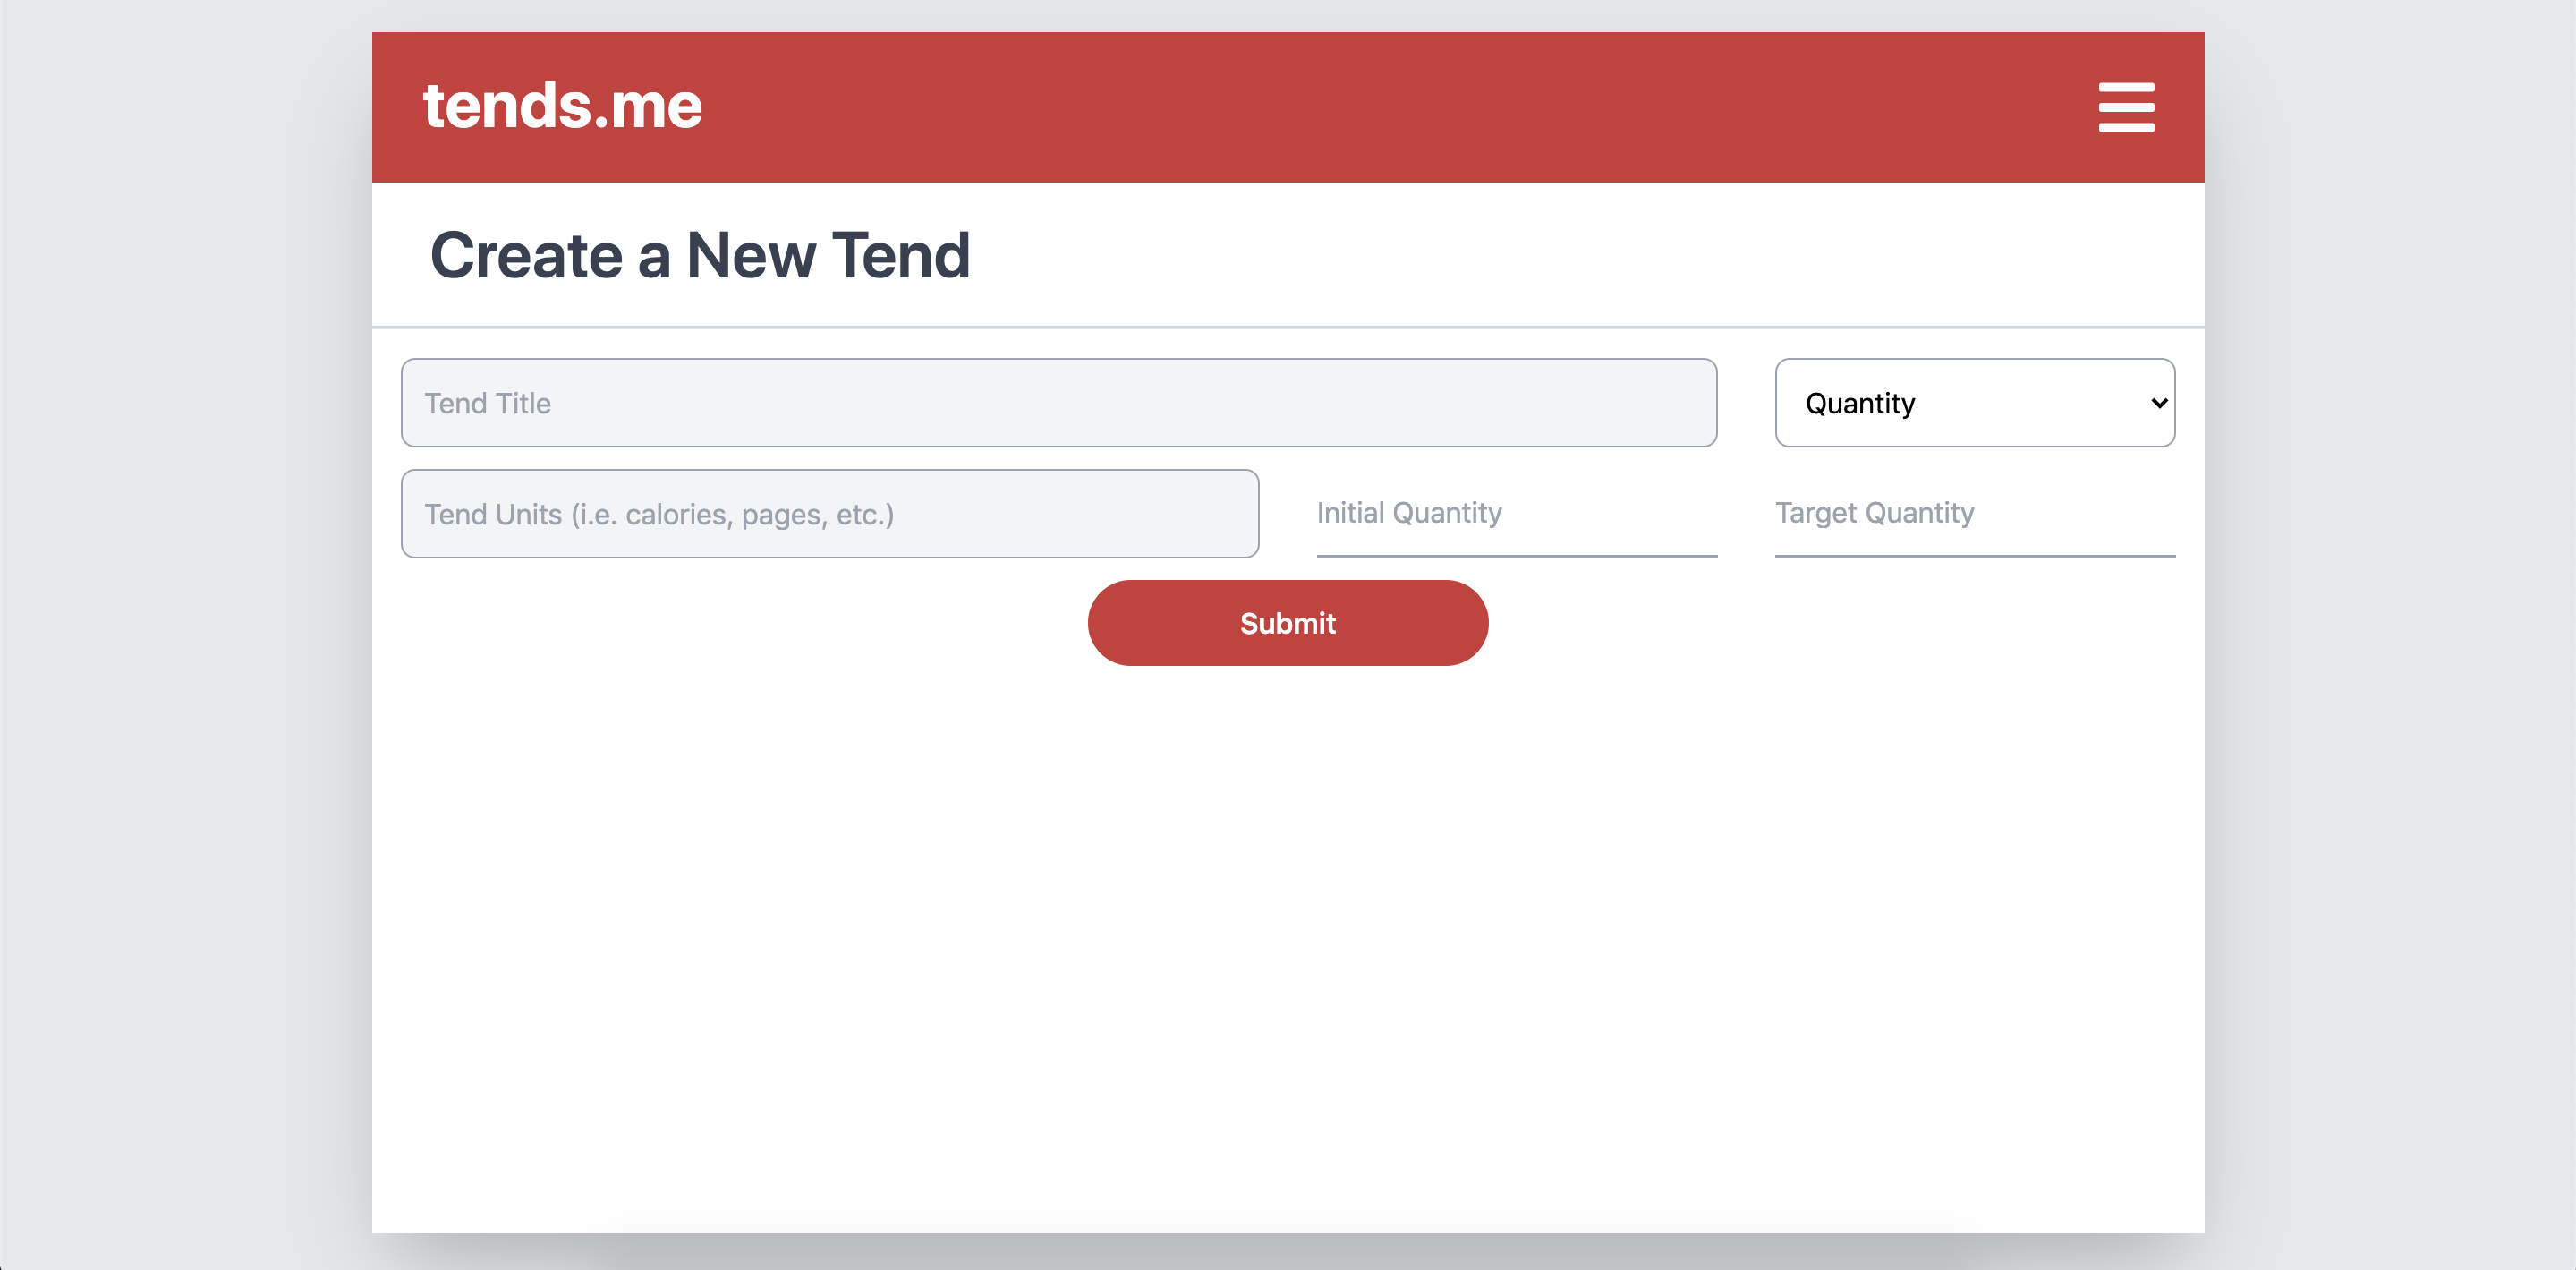 tends.me
Create a New Tend
Tend Title
Quantity
Tend Units (i.e. calories, pages, etc.)
Initial Quantity
Target Quantity
Submit